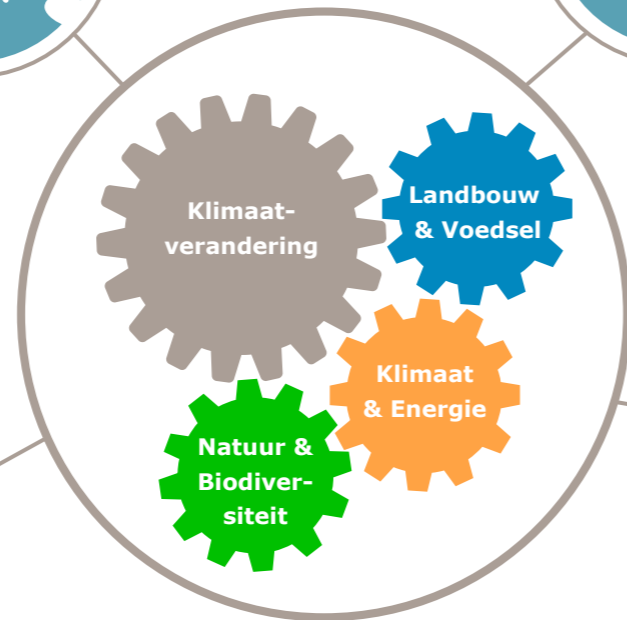 Klimaat-
verandering
Landbouw
& Voedsel
Klimaat
& Energie
Natuur &
Biodiver-
siteit